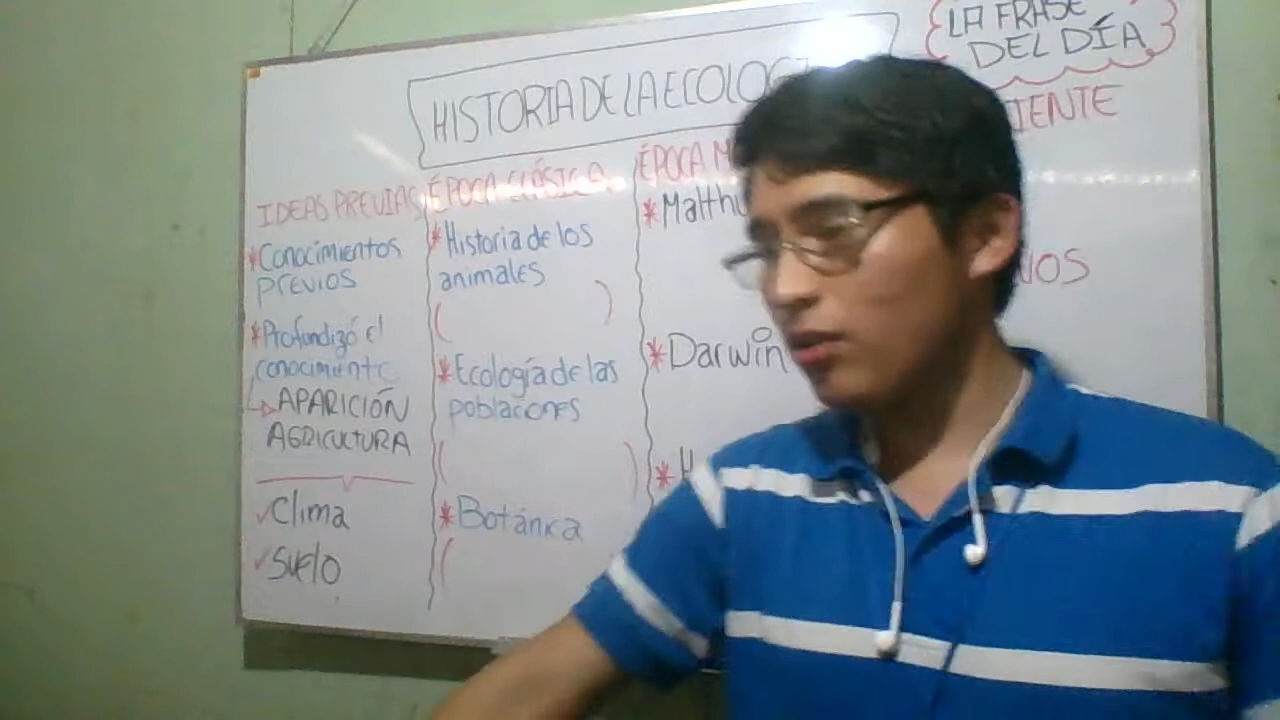 LA FRASE
DEL DÍA
HISTORIA DE LA ECOLOG
IENTE
IDEAS PREVIAS
*Conocimientos
previos
*Profundizó el
conocimiento
APARICIÓN
AGRICULTURA
✓Clima
✓Suelo
ÉPOCA CLÁSICA
*Historia de los
animales
( )
*Ecología de las
poblaciones
( )
*Botánica
(
ÉPOCA M
*Malthu
*Darwin
*H
NOS